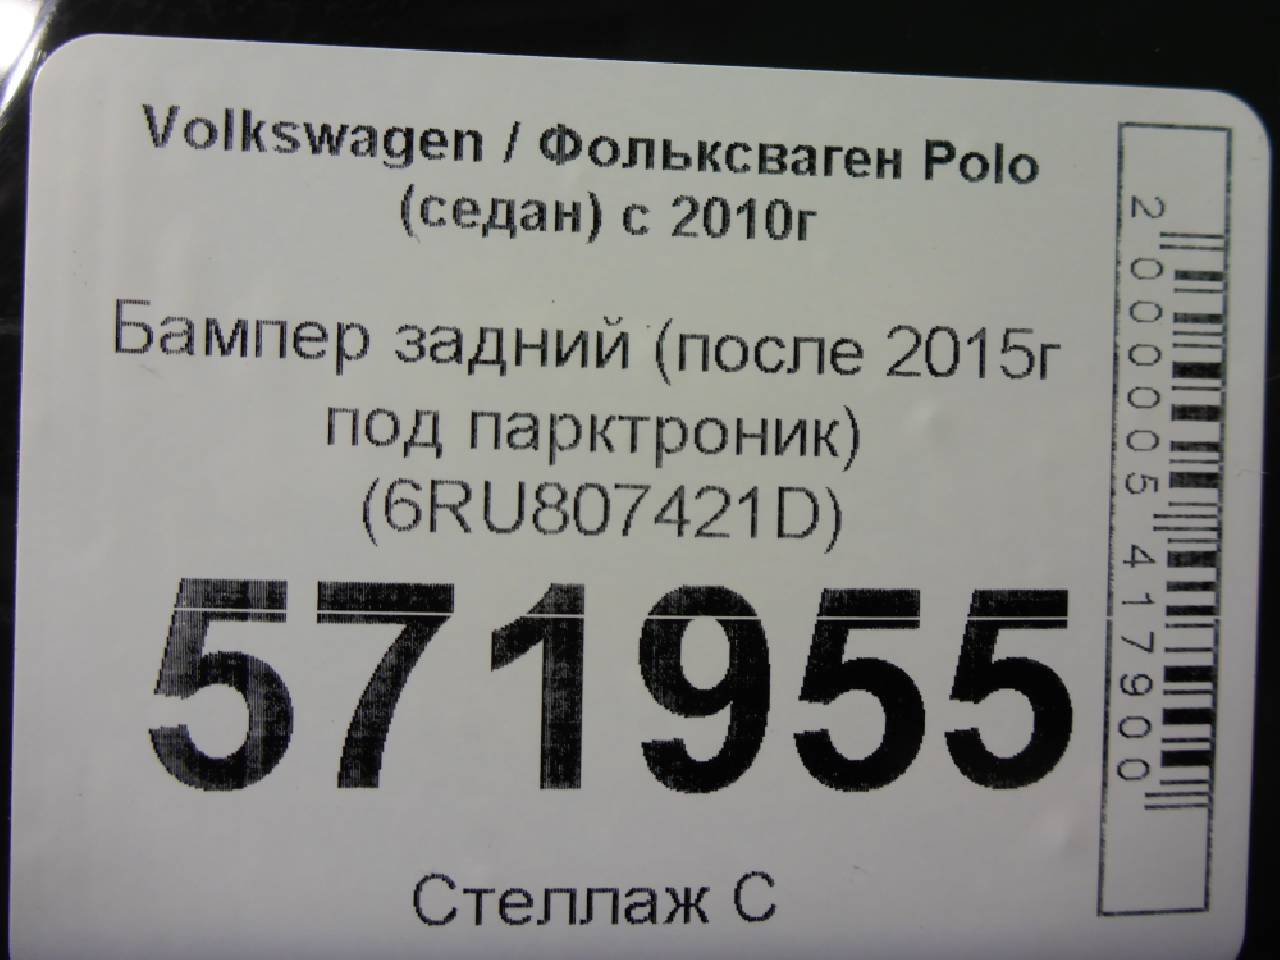 Volkswagen / Фольксваген Polo
(седан) с 2010г
Бампер задний (после 2015г
под парктроник)
(6RU807421D)
571955
Стеллаж С
2000005417900